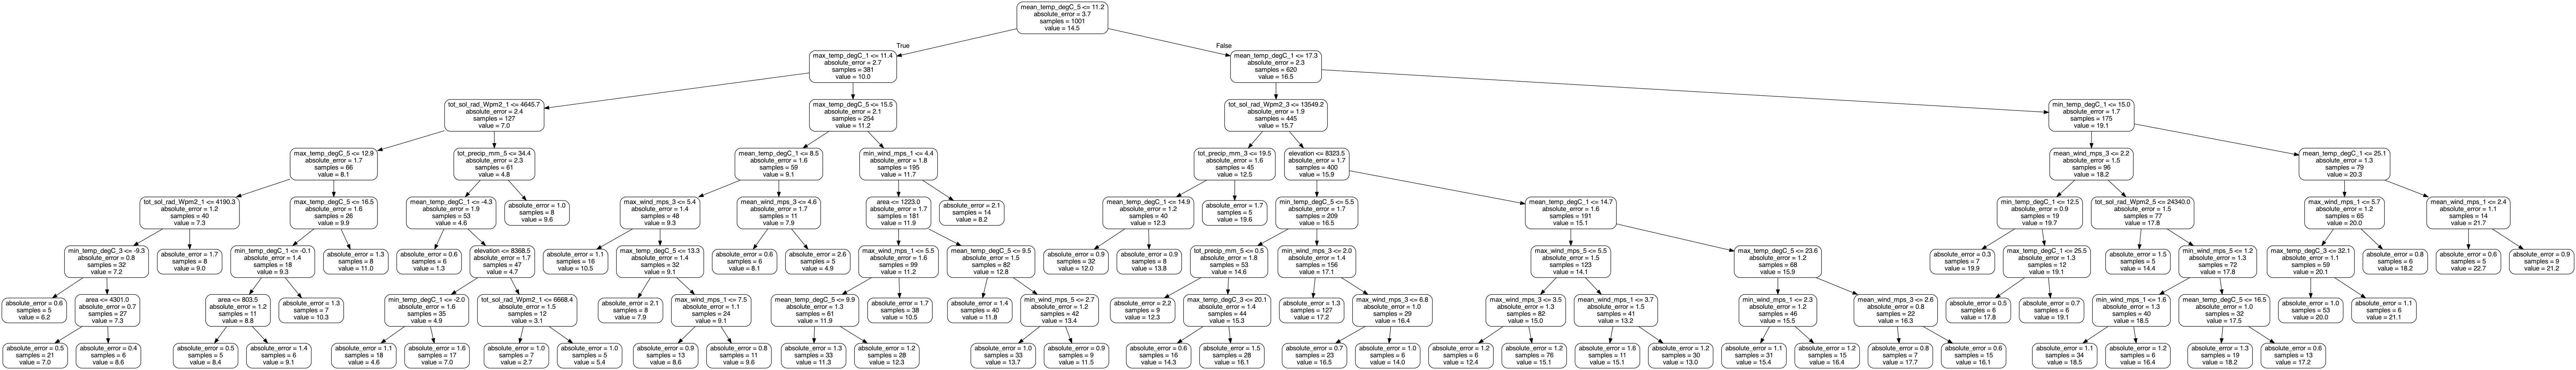 mean_temp_degC_5 <= 11.2
absolute_error = 3.7
samples = 1001
value = 14.5
True
False
max_temp_degC_1 <= 11.4
absolute_error = 2.7
samples = 381
value = 10.0
mean_temp_degC_1 <= 17.3
absolute_error = 2.3
samples = 620
value = 16.5
tot_sol_rad_Wpm2_1 <= 4645.7
absolute_error = 2.4
samples = 127
value = 7.0
max_temp_degC_5 <= 15.5
absolute_error = 2.1
samples = 254
value = 11.2
tot_sol_rad_Wpm2_3 <= 13549.2
absolute_error = 1.9
samples = 445
value = 15.7
min_temp_degC_1 <= 15.0
absolute_error = 1.7
samples = 175
value = 19.1
max_temp_degC_5 <= 12.9
absolute_error = 1.7
samples = 66
value = 8.1
tot_precip_mm_5 <= 34.4
absolute_error = 2.3
samples = 61
value = 4.8
mean_temp_degC_1 <= 8.5
absolute_error = 1.6
samples = 59
value = 9.1
min_wind_mps_1 <= 4.4
absolute_error = 1.8
samples = 195
value = 11.7
tot_precip_mm_3 <= 19.5
absolute_error = 1.6
samples = 45
value = 12.5
elevation <= 8323.5
absolute_error = 1.7
samples = 400
value = 15.9
mean_wind_mps_3 <= 2.2
absolute_error = 1.5
samples = 96
value = 18.2
mean_temp_degC_1 <= 25.1
absolute_error = 1.3
samples = 79
value = 20.3
tot_sol_rad_Wpm2_1 <= 4190.3
absolute_error = 1.2
samples = 40
value = 7.3
max_temp_degC_5 <= 16.5
absolute_error = 1.6
samples = 26
value = 9.9
mean_temp_degC_1 <= -4.3
absolute_error = 1.9
samples = 53
value = 4.6
absolute_error = 1.0
samples = 8
value = 9.6
max_wind_mps_3 <= 5.4
absolute_error = 1.4
samples = 48
value = 9.3
mean_wind_mps_3 <= 4.6
absolute_error = 1.7
samples = 11
value = 7.9
area <= 1223.0
absolute_error = 1.7
samples = 181
value = 11.9
absolute_error = 2.1
samples = 14
value = 8.2
mean_temp_degC_1 <= 14.9
absolute_error = 1.2
samples = 40
value = 12.3
absolute_error = 1.7
samples = 5
value = 19.6
min_temp_degC_5 <= 5.5
absolute_error = 1.7
samples = 209
value = 16.5
mean_temp_degC_1 <= 14.7
absolute_error = 1.6
samples = 191
value = 15.1
min_temp_degC_1 <= 12.5
absolute_error = 0.9
samples = 19
value = 19.7
tot_sol_rad_Wpm2_5 <= 24340.0
absolute_error = 1.5
samples = 77
value = 17.8
max_wind_mps_1 <= 5.7
absolute_error = 1.2
samples = 65
value = 20.0
mean_wind_mps_1 <= 2.4
absolute_error = 1.1
samples = 14
value = 21.7
min_temp_degC_3 <= -9.3
absolute_error = 0.8
samples = 32
value = 7.2
absolute_error = 1.7
samples = 8
value = 9.0
min_temp_degC_1 <= -0.1
absolute_error = 1.4
samples = 18
value = 9.3
absolute_error = 1.3
samples = 8
value = 11.0
absolute_error = 0.6
samples = 6
value = 1.3
elevation <= 8368.5
absolute_error = 1.7
samples = 47
value = 4.7
absolute_error = 1.1
samples = 16
value = 10.5
max_temp_degC_5 <= 13.3
absolute_error = 1.4
samples = 32
value = 9.1
absolute_error = 0.6
samples = 6
value = 8.1
absolute_error = 2.6
samples = 5
value = 4.9
max_wind_mps_1 <= 5.5
absolute_error = 1.6
samples = 99
value = 11.2
mean_temp_degC_5 <= 9.5
absolute_error = 1.5
samples = 82
value = 12.8
absolute_error = 0.9
samples = 32
value = 12.0
absolute_error = 0.9
samples = 8
value = 13.8
tot_precip_mm_5 <= 0.5
absolute_error = 1.8
samples = 53
value = 14.6
min_wind_mps_3 <= 2.0
absolute_error = 1.4
samples = 156
value = 17.1
max_wind_mps_5 <= 5.5
absolute_error = 1.5
samples = 123
value = 14.1
max_temp_degC_5 <= 23.6
absolute_error = 1.2
samples = 68
value = 15.9
absolute_error = 0.3
samples = 7
value = 19.9
max_temp_degC_1 <= 25.5
absolute_error = 1.3
samples = 12
value = 19.1
absolute_error = 1.5
samples = 5
value = 14.4
min_wind_mps_5 <= 1.2
absolute_error = 1.3
samples = 72
value = 17.8
max_temp_degC_3 <= 32.1
absolute_error = 1.1
samples = 59
value = 20.1
absolute_error = 0.8
samples = 6
value = 18.2
absolute_error = 0.6
samples = 5
value = 22.7
absolute_error = 0.9
samples = 9
value = 21.2
absolute_error = 0.6
samples = 5
value = 6.2
area <= 4301.0
absolute_error = 0.7
samples = 27
value = 7.3
area <= 803.5
absolute_error = 1.2
samples = 11
value = 8.8
absolute_error = 1.3
samples = 7
value = 10.3
min_temp_degC_1 <= -2.0
absolute_error = 1.6
samples = 35
value = 4.9
tot_sol_rad_Wpm2_1 <= 6668.4
absolute_error = 1.5
samples = 12
value = 3.1
absolute_error = 2.1
samples = 8
value = 7.9
max_wind_mps_1 <= 7.5
absolute_error = 1.1
samples = 24
value = 9.1
mean_temp_degC_5 <= 9.9
absolute_error = 1.3
samples = 61
value = 11.9
absolute_error = 1.7
samples = 38
value = 10.5
absolute_error = 1.4
samples = 40
value = 11.8
min_wind_mps_5 <= 2.7
absolute_error = 1.2
samples = 42
value = 13.4
absolute_error = 2.2
samples = 9
value = 12.3
max_temp_degC_3 <= 20.1
absolute_error = 1.7
samples = 44
value = 15.3
absolute_error = 1.3
samples = 127
value = 17.2
max_wind_mps_3 <= 6.8
absolute_error = 1.4
samples = 29
value = 16.4
max_wind_mps_3 <= 3.5
absolute_error = 1.3
samples = 82
value = 15.0
mean_wind_mps_1 <= 3.7
absolute_error = 1.5
samples = 41
value = 13.2
min_wind_mps_1 <= 2.3
absolute_error = 1.2
samples = 46
value = 15.5
mean_wind_mps_3 <= 2.6
absolute_error = 0.8
samples = 22
value = 16.3
absolute_error = 0.5
samples = 6
value = 17.8
absolute_error = 0.7
samples = 6
value = 19.1
min_wind_mps_1 <= 1.6
absolute_error = 1.3
samples = 40
value = 18.5
mean_temp_degC_5 <= 16.5
absolute_error = 1.0
samples = 32
value = 17.5
absolute_error = 1.0
samples = 53
value = 20.0
absolute_error = 1.1
samples = 6
value = 21.1
absolute_error = 0.5
samples = 21
value = 7.0
absolute_error = 0.4
samples = 6
value = 8.6
absolute_error = 0.5
samples = 5
value = 8.4
absolute_error = 1.4
samples = 6
value = 9.1
absolute_error = 1.1
samples = 18
value = 4.6
absolute_error = 1.6
samples = 17
value = 7.0
absolute_error = 1.0
samples = 7
value = 2.7
absolute_error = 1.0
samples = 5
value = 5.4
absolute_error = 0.9
samples = 13
value = 8.6
absolute_error = 0.8
samples = 11
value = 9.6
absolute_error = 1.3
samples = 33
value = 11.3
absolute_error = 1.2
samples = 28
value = 12.3
absolute_error = 1.0
samples = 33
value = 13.7
absolute_error = 0.9
samples = 9
value = 11.5
absolute_error = 0.6
samples = 16
value = 14.3
absolute_error = 1.5
samples = 28
value = 16.1
absolute_error = 0.7
samples = 23
value = 16.5
absolute_error = 1.0
samples = 6
value = 14.0
absolute_error = 1.2
samples = 6
value = 12.4
absolute_error = 1.2
samples = 76
value = 15.1
absolute_error = 1.6
samples = 11
value = 15.1
absolute_error = 1.2
samples = 30
value = 13.0
absolute_error = 1.1
samples = 31
value = 15.4
absolute_error = 1.2
samples = 15
value = 16.4
absolute_error = 0.8
samples = 7
value = 17.7
absolute_error = 0.6
samples = 15
value = 16.1
absolute_error = 1.1
samples = 34
value = 18.5
absolute_error = 1.2
samples = 6
value = 16.4
absolute_error = 1.3
samples = 19
value = 18.2
absolute_error = 0.6
samples = 13
value = 17.2